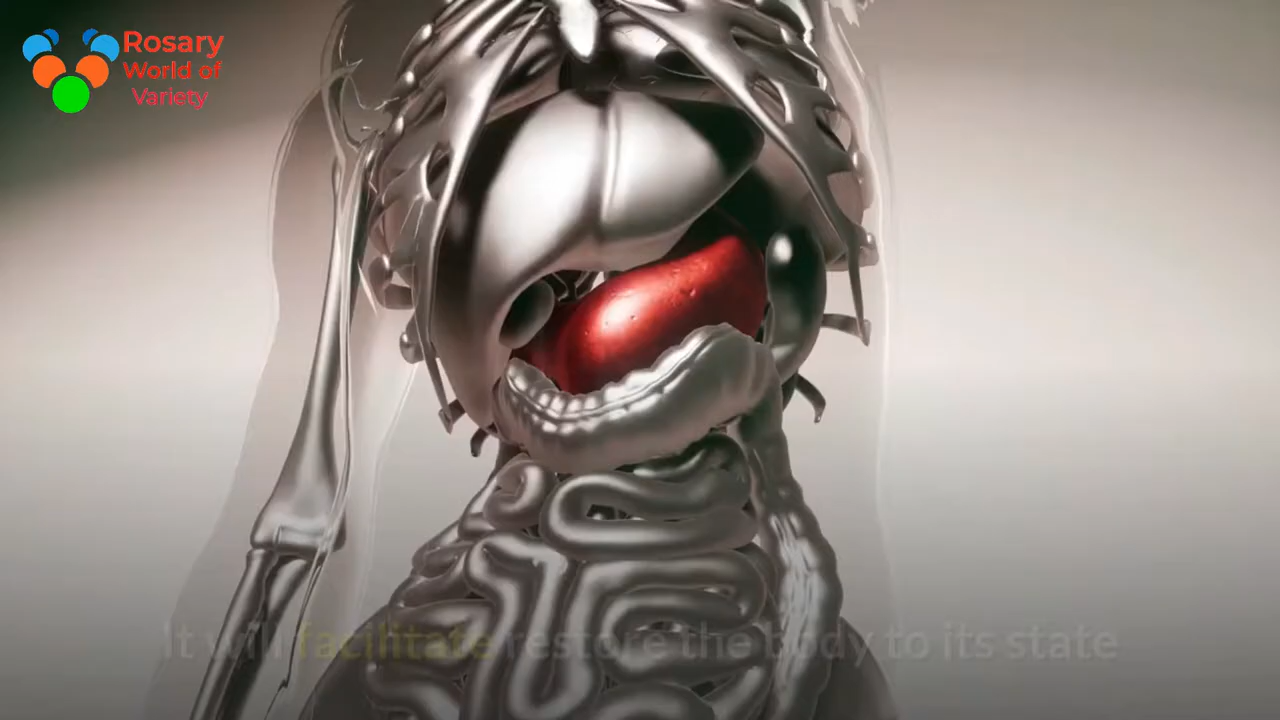 Rosary
World of
Variety
It will facilitate restore the body to its state